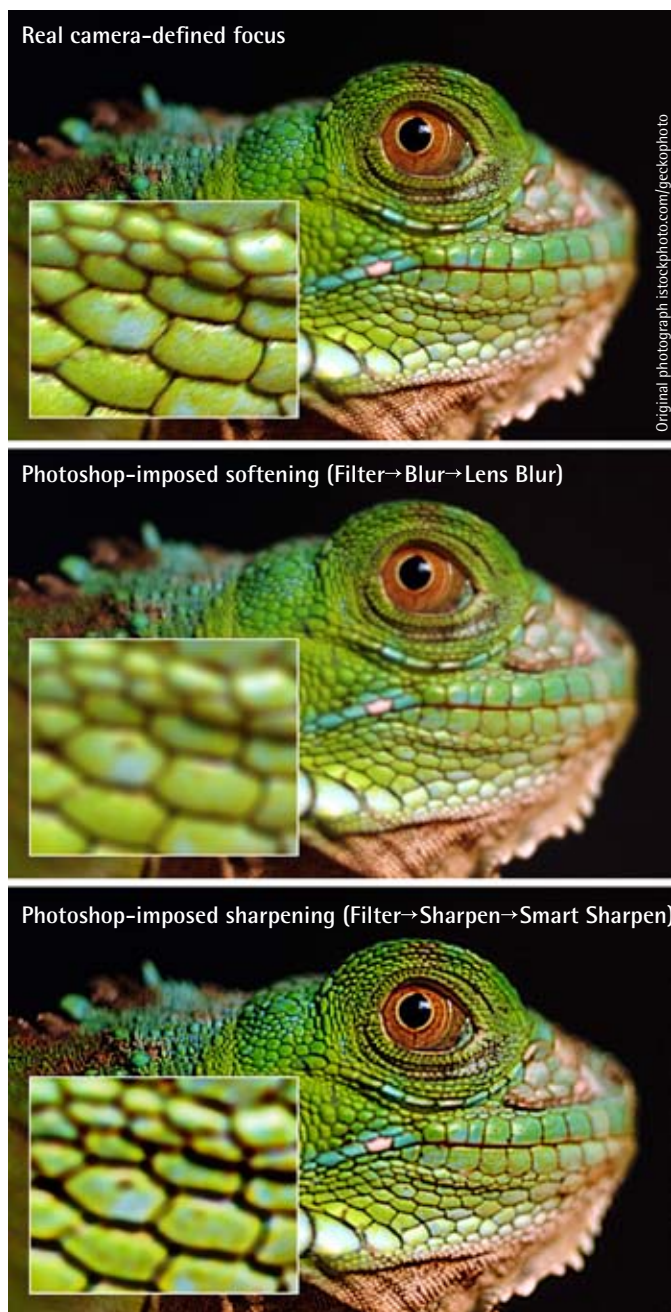 Real camera-defined focus
Original photograph istockphoto.com/geckophoto
Photoshop-imposed softening (Filter→Blur→Lens Blur)
Photoshop-imposed sharpening (Filter→Sharpen→Smart Sharpen)